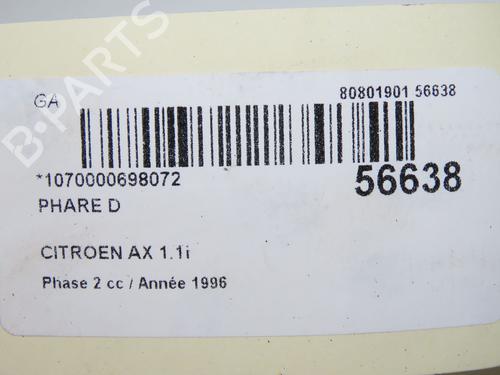 B-PARTS
GA
80801901 56638
*1070000698072
56638
PHARE D
CITROEN AX 1.1i
Phase 2 cc / Année 1996